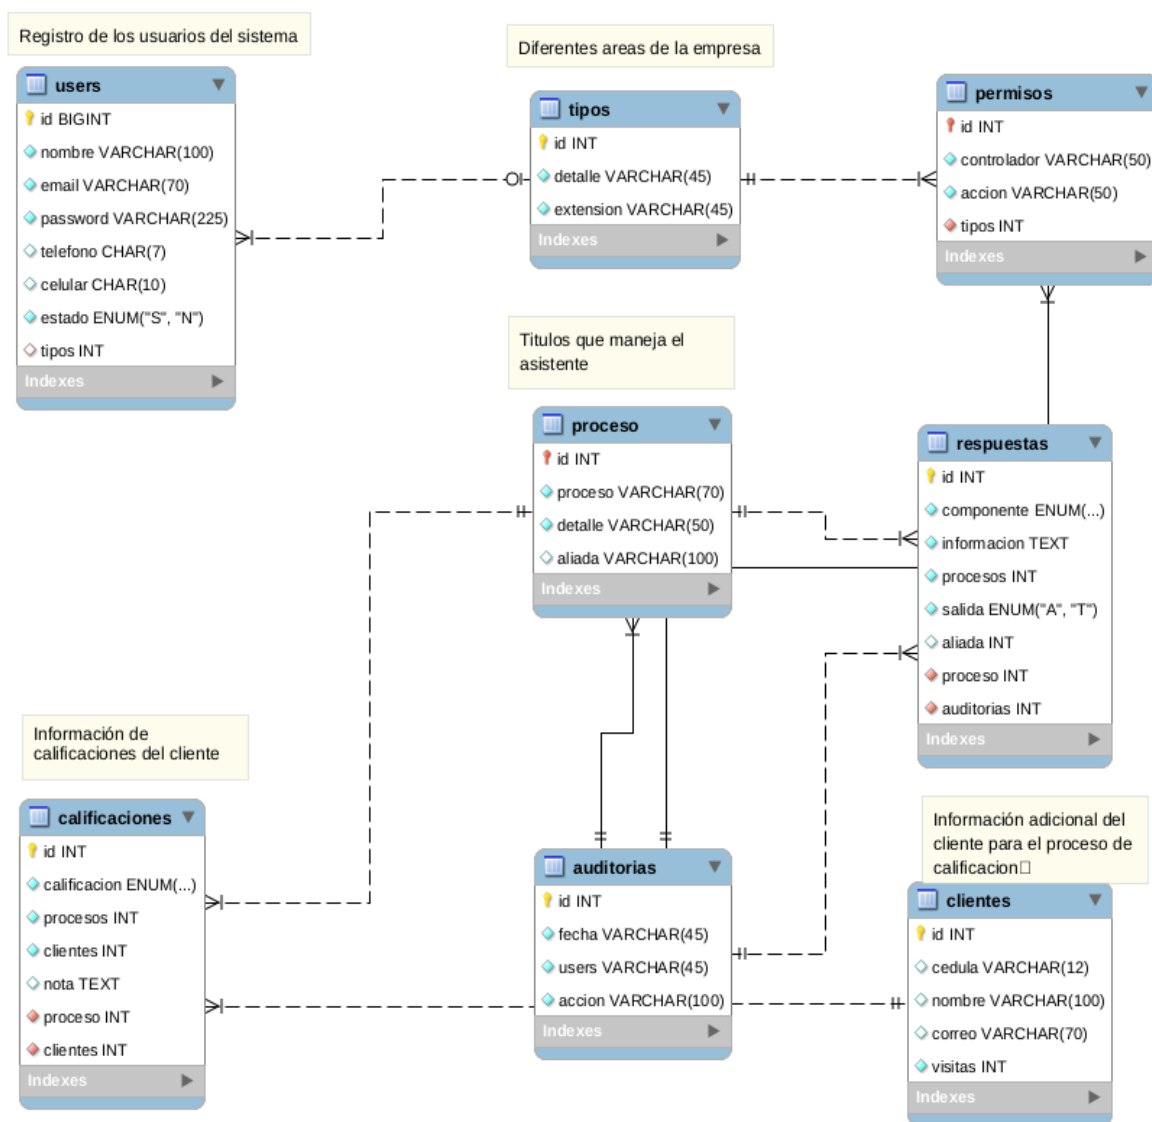 Registro de los usuarios del sistema
users
id BIGINT
nombre VARCHAR(100)
email VARCHAR(70)
password VARCHAR(225)
telefono CHAR(7)
celular CHAR(10)
estado ENUM("S", "N")
tipos INT
Indexes
Diferentes areas de la empresa
tipos
id INT
detalle VARCHAR(45)
extension VARCHAR(45)
Indexes
permisos
id INT
controlador VARCHAR(50)
accion VARCHAR(50)
tipos INT
Indexes
Titulos que maneja el
asistente
proceso
id INT
proceso VARCHAR(70)
detalle VARCHAR(50)
aliada VARCHAR(100)
Indexes
respuestas
id INT
componente ENUM(...)
informacion TEXT
procesos INT
salida ENUM("A", "T")
aliada INT
proceso INT
auditorias INT
Indexes
Información de
calificaciones del cliente
calificaciones
id INT
calificacion ENUM(...)
procesos INT
clientes INT
nota TEXT
proceso INT
clientes INT
Indexes
auditorias
id INT
fecha VARCHAR(45)
users VARCHAR(45)
accion VARCHAR(100)
Indexes
Información adicional del
cliente para el proceso de
calificacion
clientes
id INT
cedula VARCHAR(12)
nombre VARCHAR(100)
correo VARCHAR(70)
visitas INT
Indexes